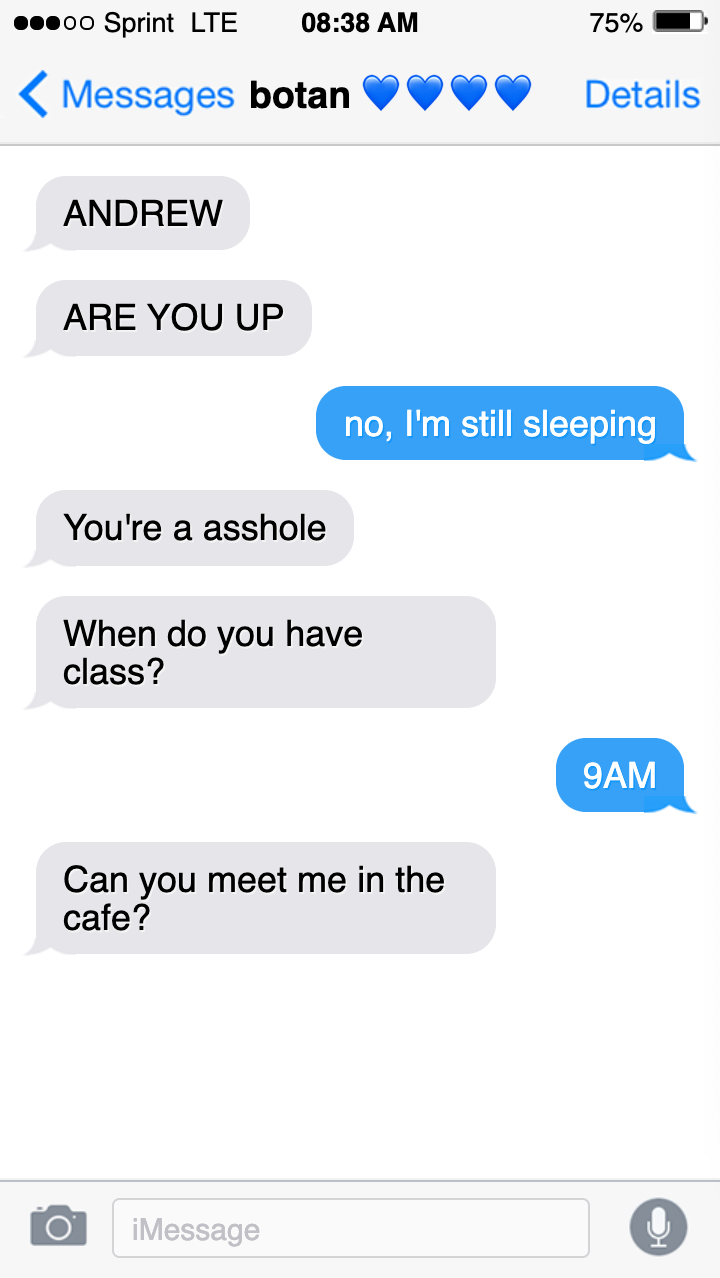 Sprint LTE 08:38 AM 75%
Messages botan 💙💙💙💙 Details
ANDREW
ARE YOU UP
no, I'm still sleeping
You're a asshole
When do you have
class?
9AM
Can you meet me in the
cafe?
iMessage